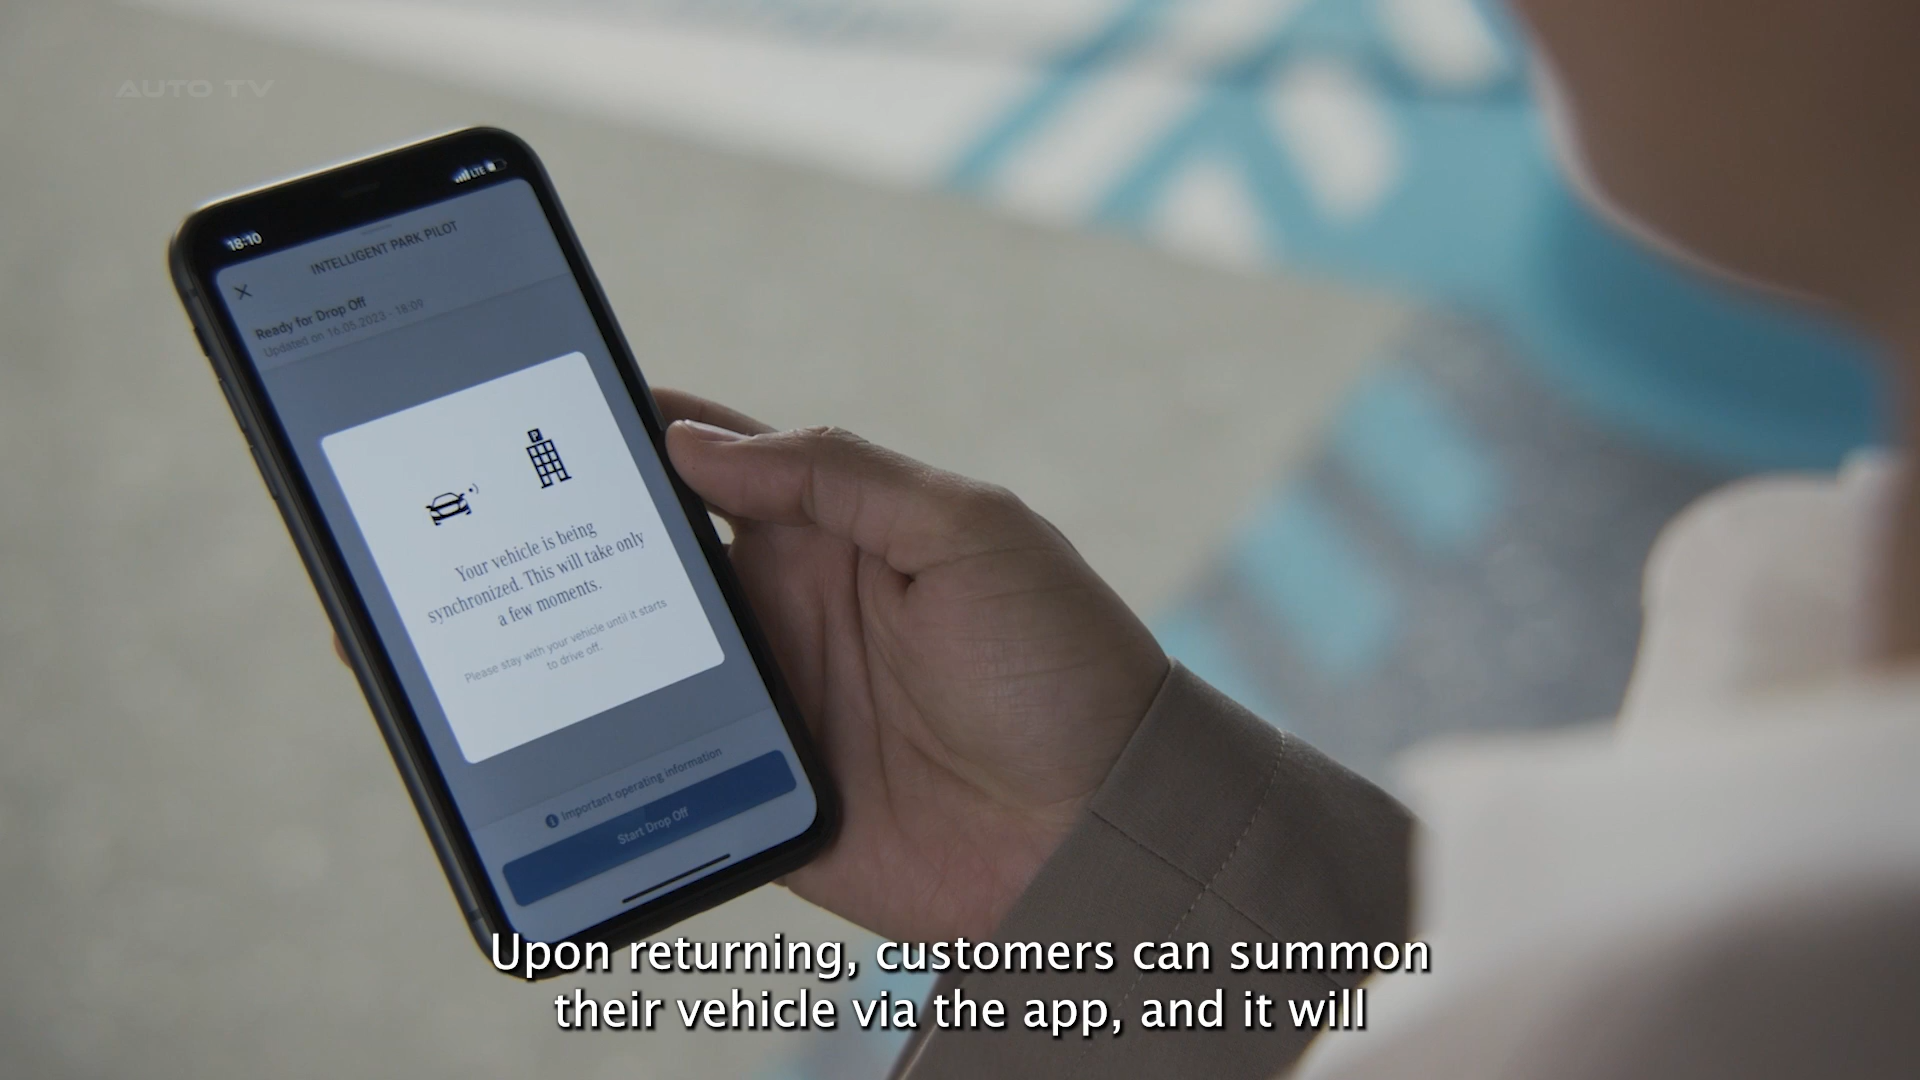 AUTO TV
LTE
18:10
INTELLIGENT PARK PILOT
Ready for Drop Off
Updated on 16.05.2023 - 18:09
P
Your vehicle is being
synchronized. This will take only
a few moments.
Please stay with your vehicle until it starts
to drive off.
Important operating information
Start Drop Off
Upon returning, customers can summon
their vehicle via the app, and it will